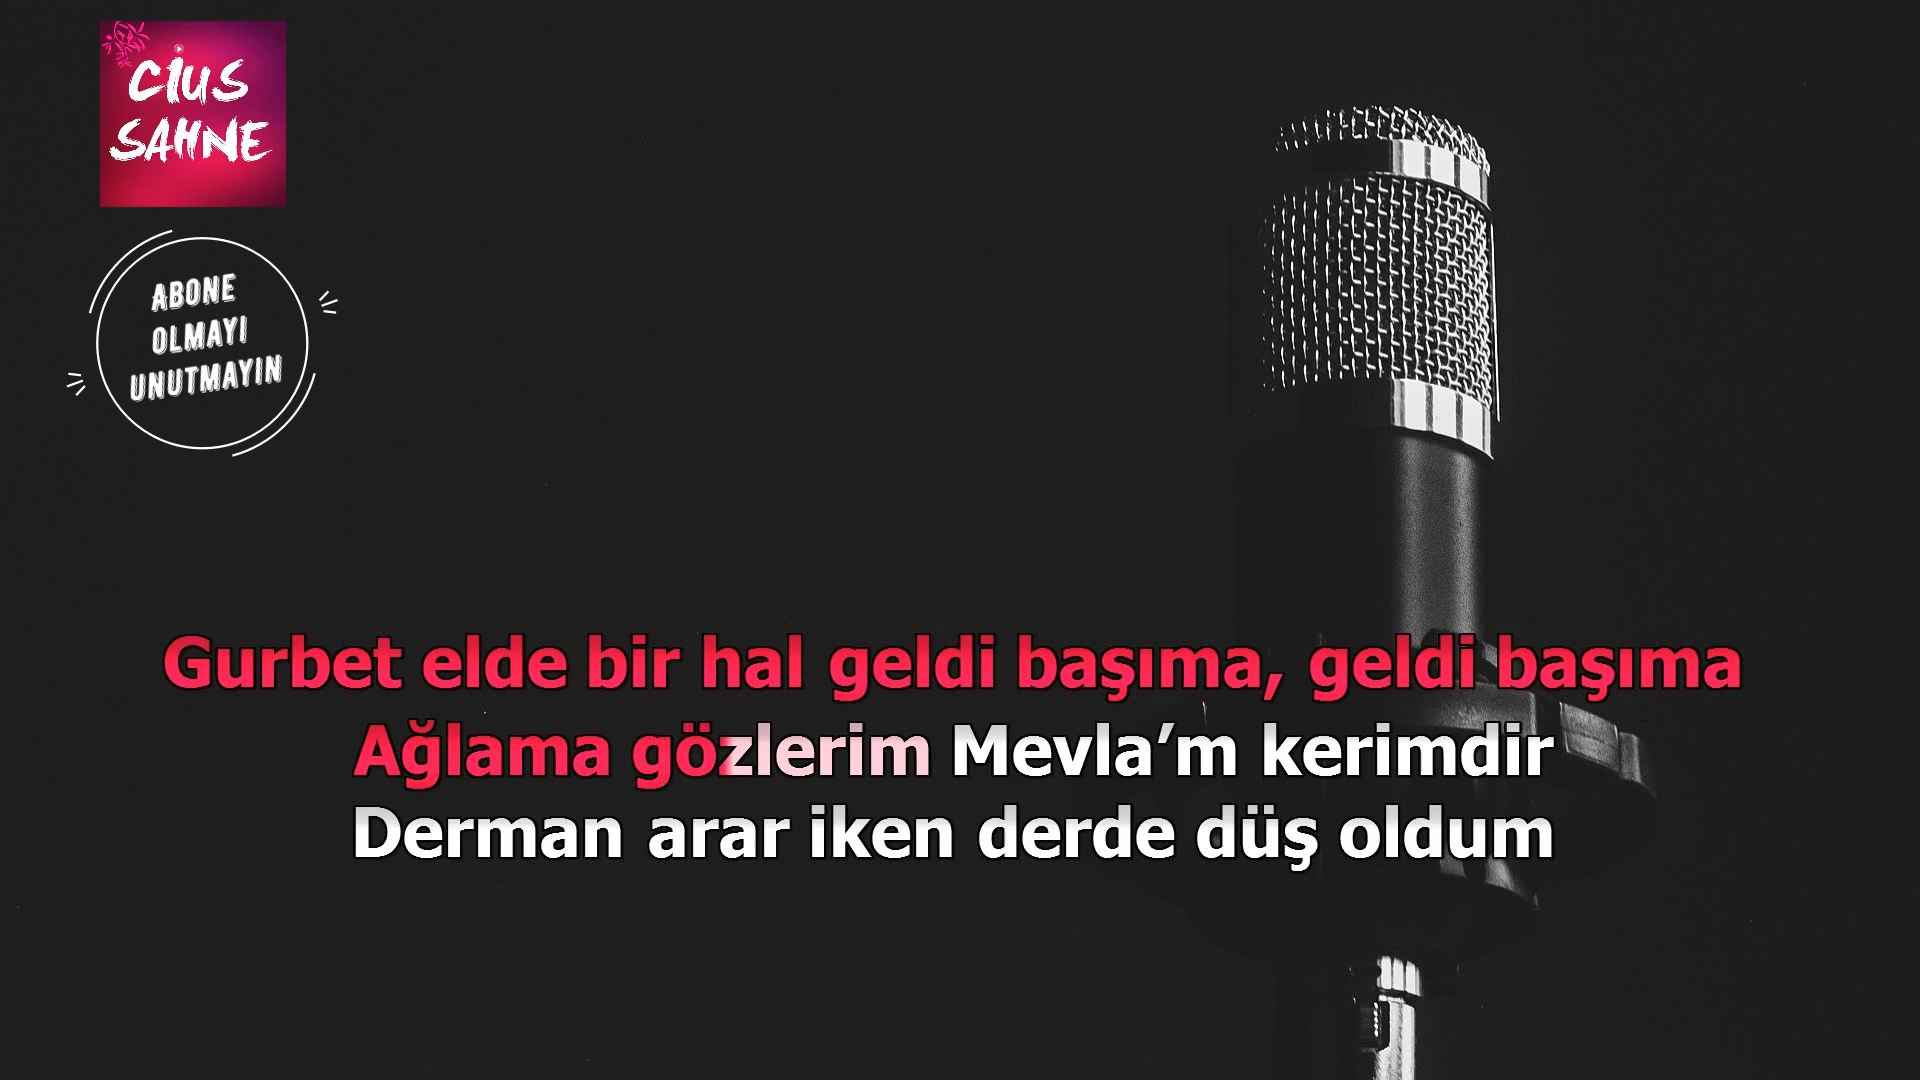 CİUS
SAHNE
ABONE
OLMAYI
UNUTMAYIN
Gurbet elde bir hal geldi başıma, geldi başıma
Ağlama gözlerim Mevla’m kerimdir
Derman arar iken derde düş oldum